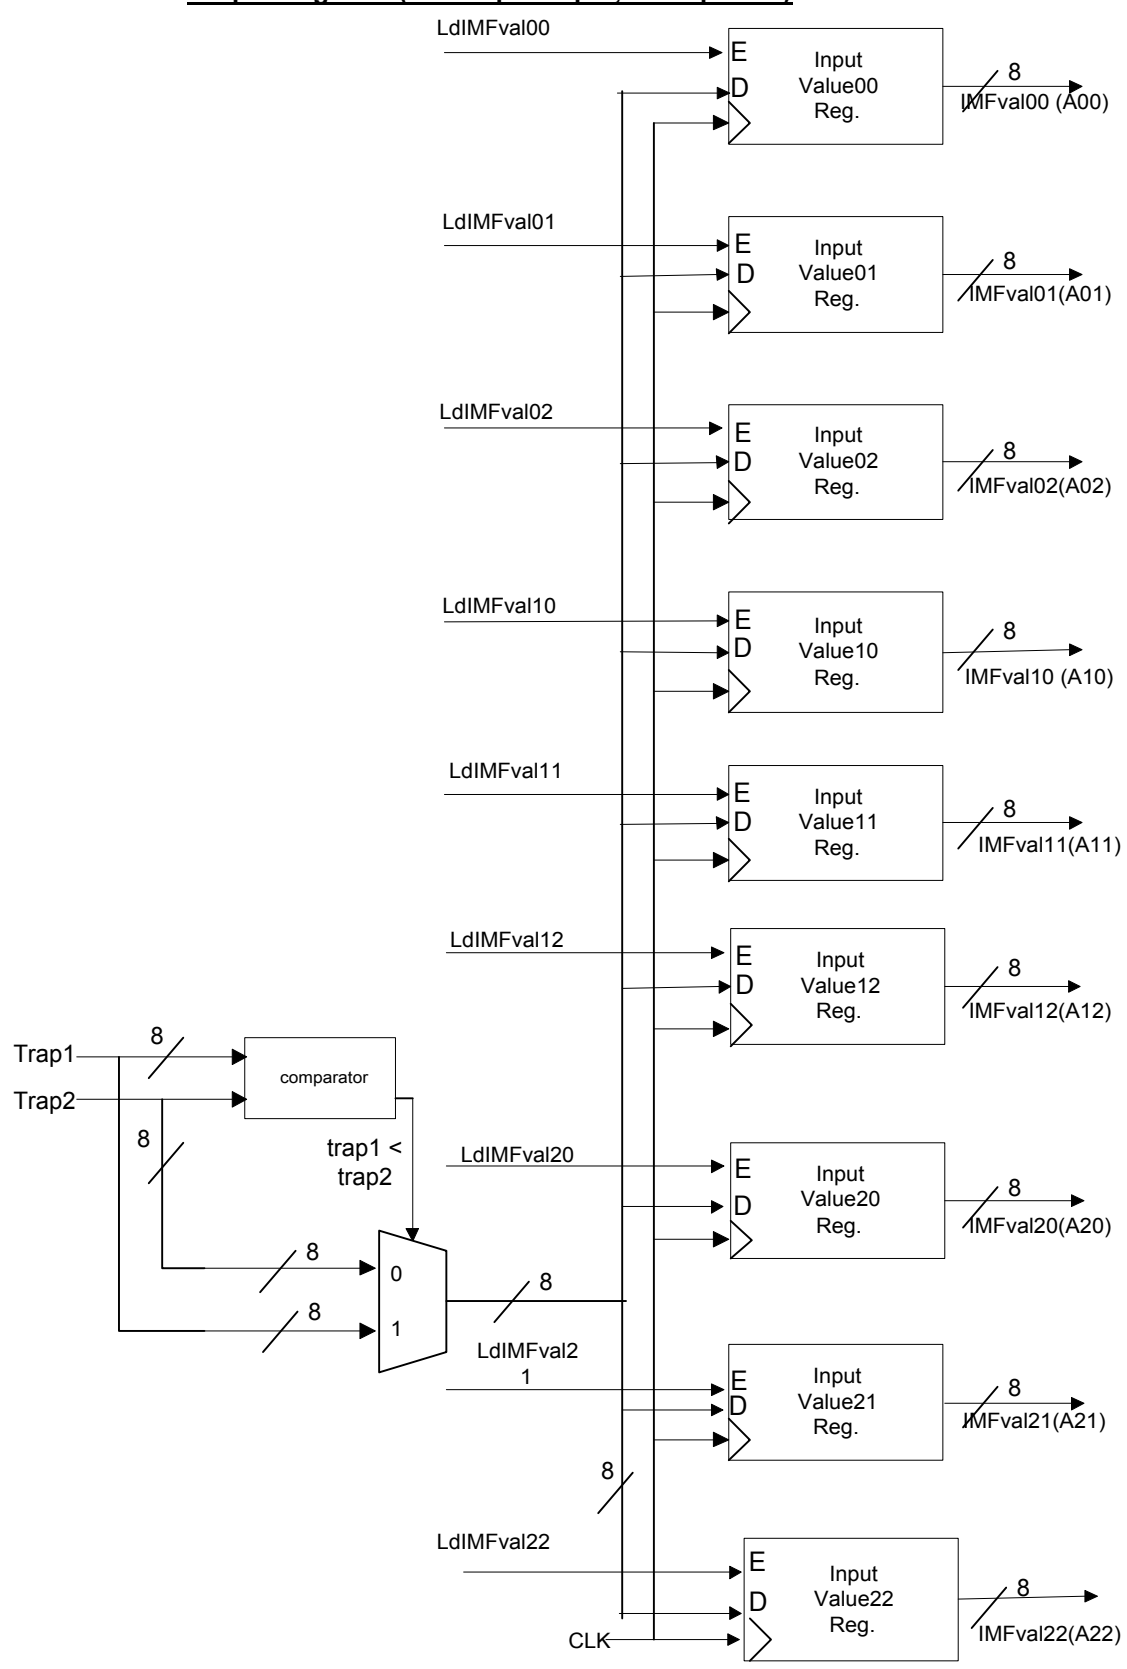 LdIMFval00
E
D
Input
Value00
Reg.
8
IMFval00 (A00)
LdIMFval01
E
D
Input
Value01
Reg.
8
IMFval01(A01)
LdIMFval02
E
D
Input
Value02
Reg.
8
IMFval02(A02)
LdIMFval10
E
D
Input
Value10
Reg.
8
IMFval10 (A10)
LdIMFval11
E
D
Input
Value11
Reg.
8
IMFval11(A11)
LdIMFval12
E
D
Input
Value12
Reg.
8
IMFval12(A12)
Trap1
8
Trap2
comparator
8
trap1 <
trap2
LdIMFval20
E
D
Input
Value20
Reg.
8
IMFval20(A20)
8
0
8
1
8
LdIMFval2
1
E
D
Input
Value21
Reg.
8
IMFval21(A21)
8
LdIMFval22
E
D
Input
Value22
Reg.
8
IMFval22(A22)
CLK